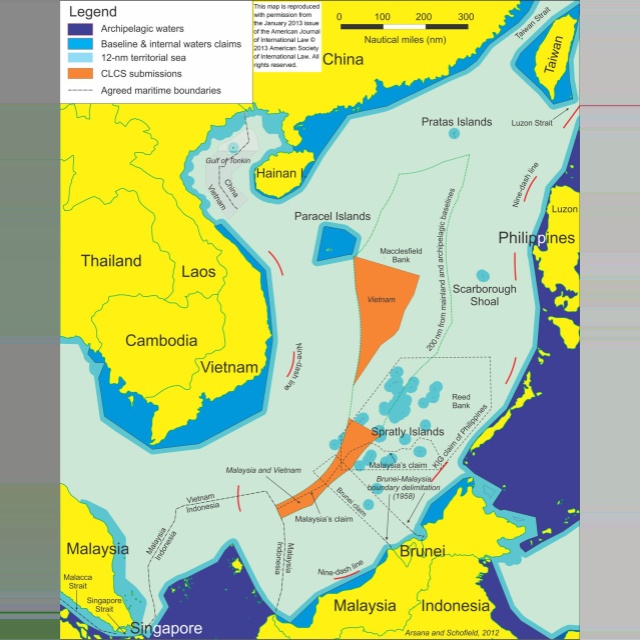 Legend
Archipelagic waters
Baseline & internal waters claims
12-nm territorial sea
CLCS submissions
Agreed maritime boundaries
This map is reproduced
with permission from
the January 2013 issue
of the American Journal
of International Law ©
2013 American Society
of International Law. All
rights reserved.
0 100 200 300
Nautical miles (nm)
China
Taiwan Strait
Taiwan
Pratas Islands
Luzon Strait
Gulf of Tonkin
China
Vietnam
Hainan I.
Nine-dash line
Luzon
Paracel Islands
Philippines
Macclesfield
Bank
200 nm from mainland and archipelagic baselines
Thailand
Laos
Vietnam
Scarborough
Shoal
Cambodia
Vietnam
Nine-dash line
Reed
Bank
Spratly Islands
KIG claim of Philippines
Malaysia's claim
Malaysia and Vietnam
Brunei-Malaysia
boundary delimitation
(1958)
Vietnam
Indonesia
Brunei claim
Malaysia's claim
Malaysia
Indonesia
Malaysia
Indonesia
Malaysia
Brunei
Malacca
Strait
Nine-dash line
Singapore
Strait
Malaysia
Indonesia
Singapore
Arsana and Schofield, 2012